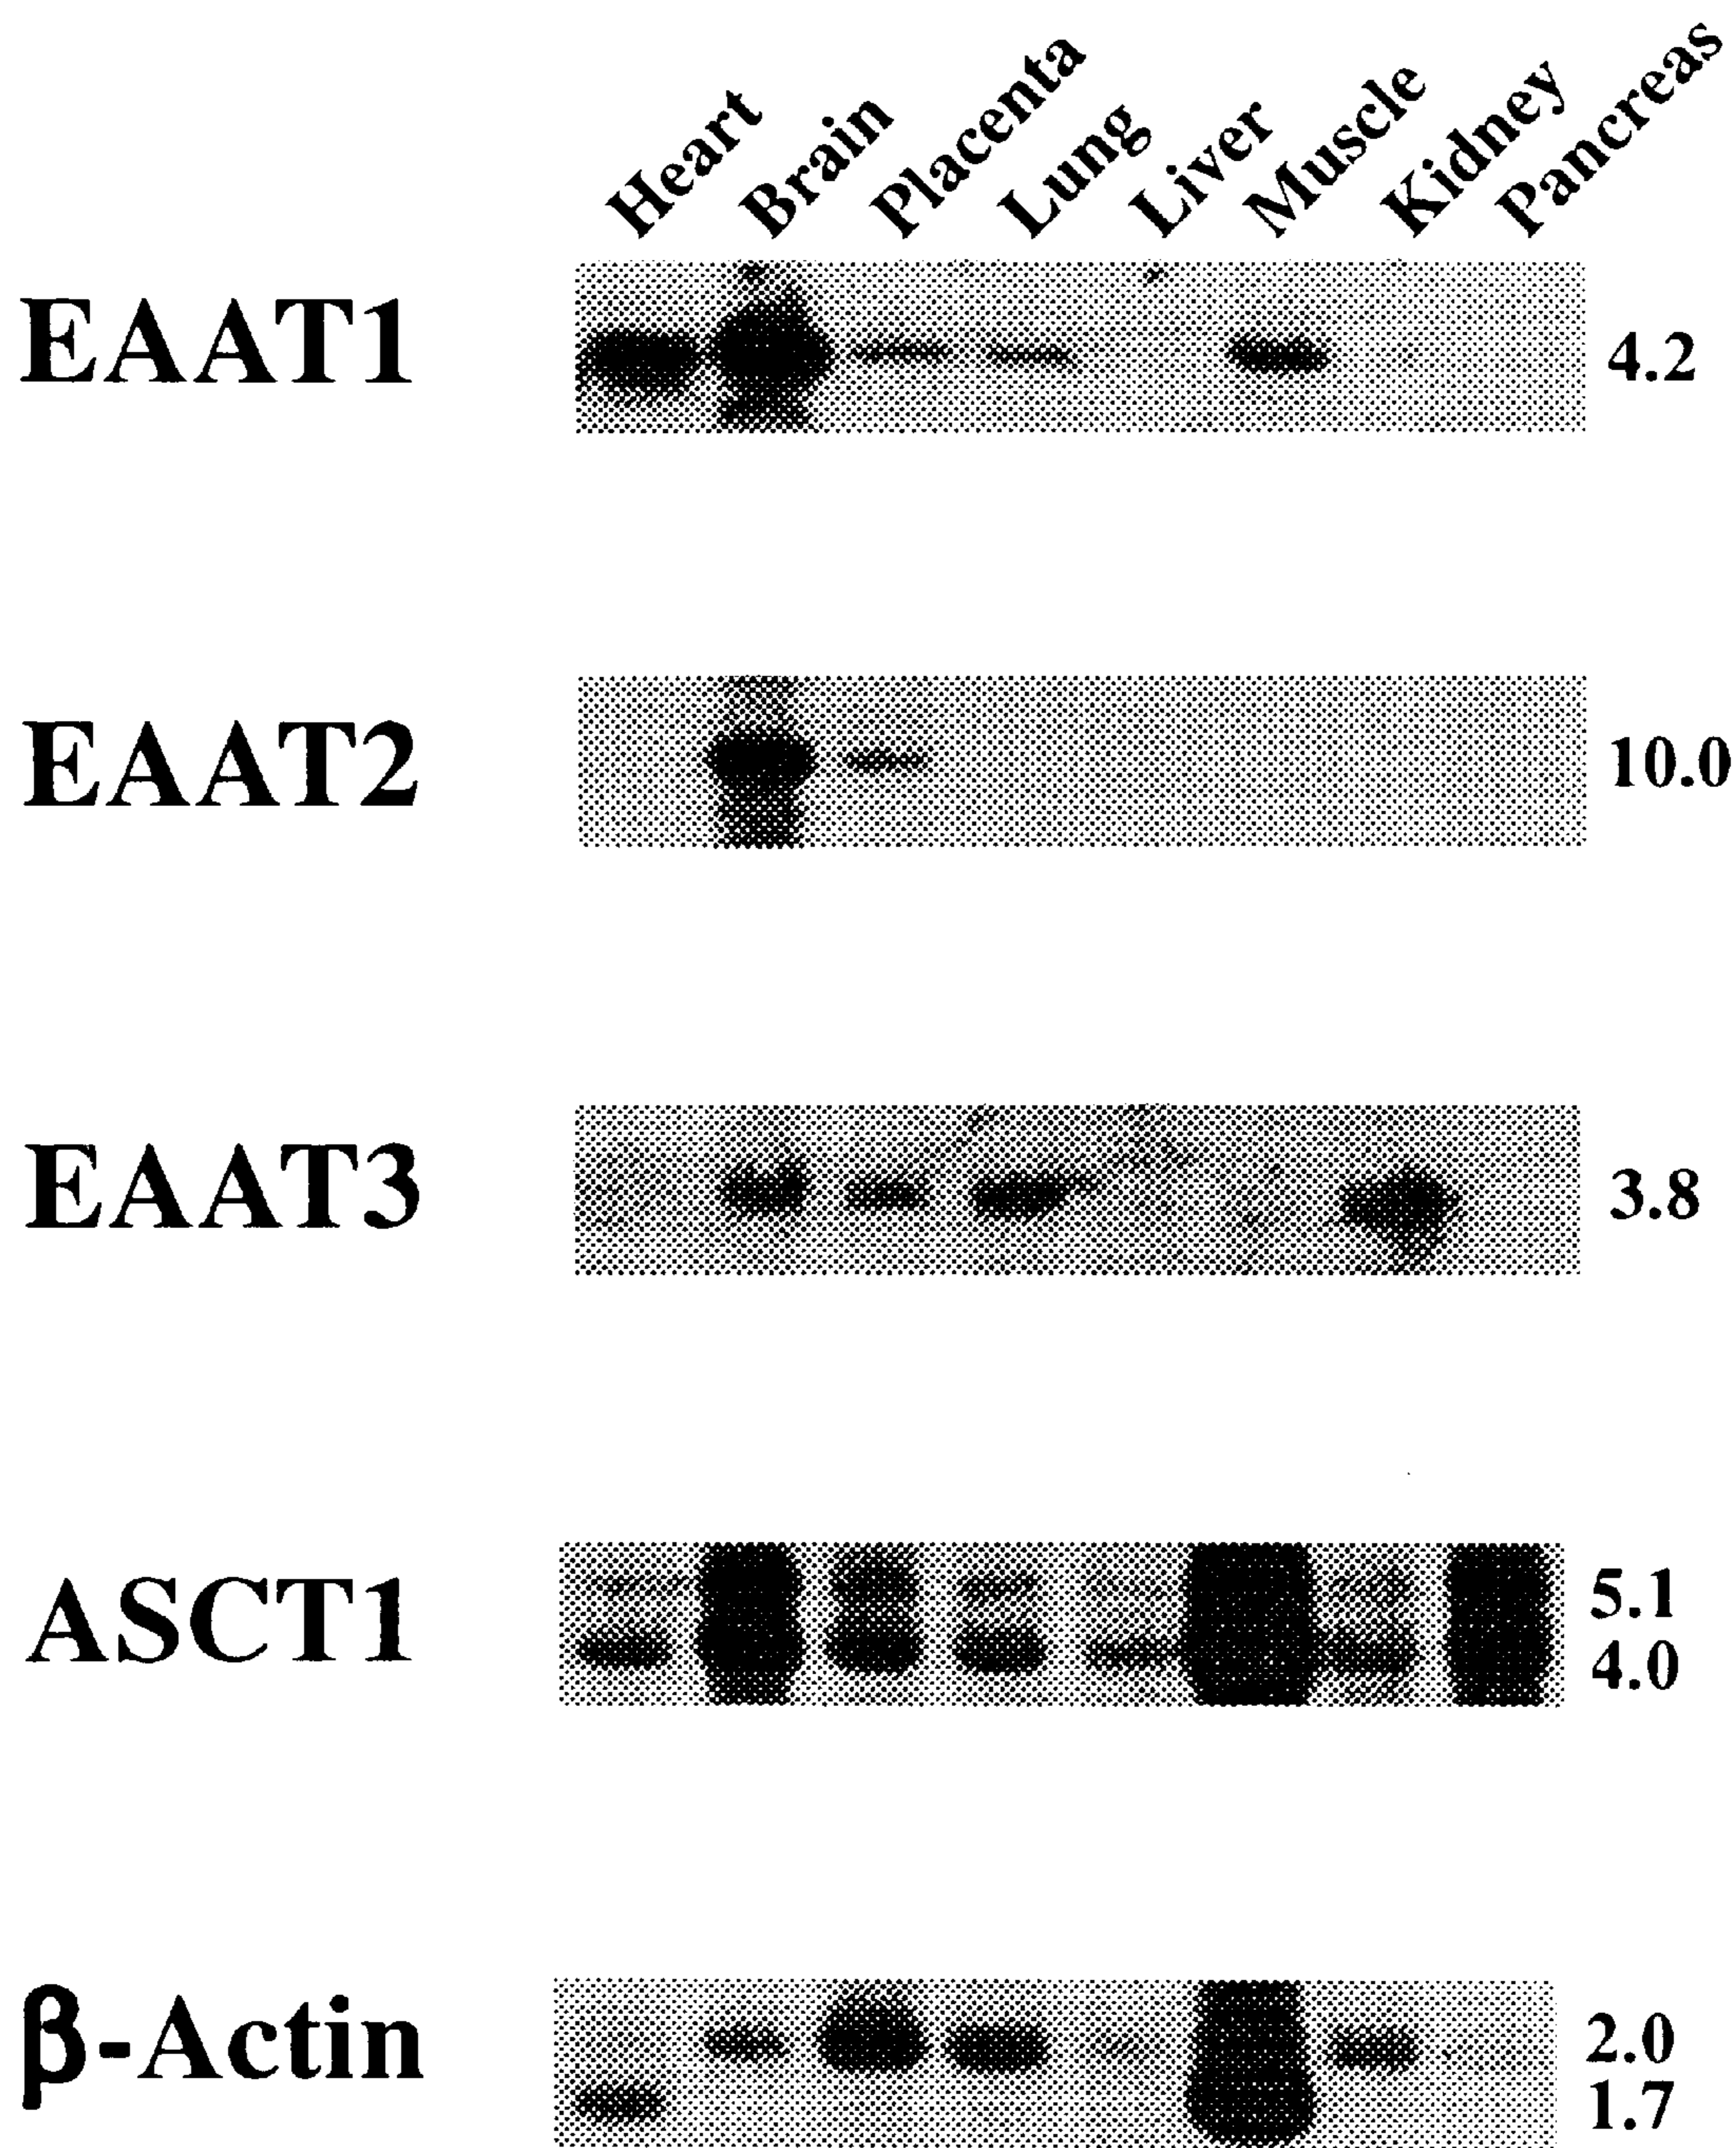 Heart Brain Placenta Lung Liver Muscle Kidney Pancreas
EAAT1 4.2
EAAT2 10.0
EAAT3 3.8
ASCT1 5.1
4.0
β-Actin 2.0
1.7